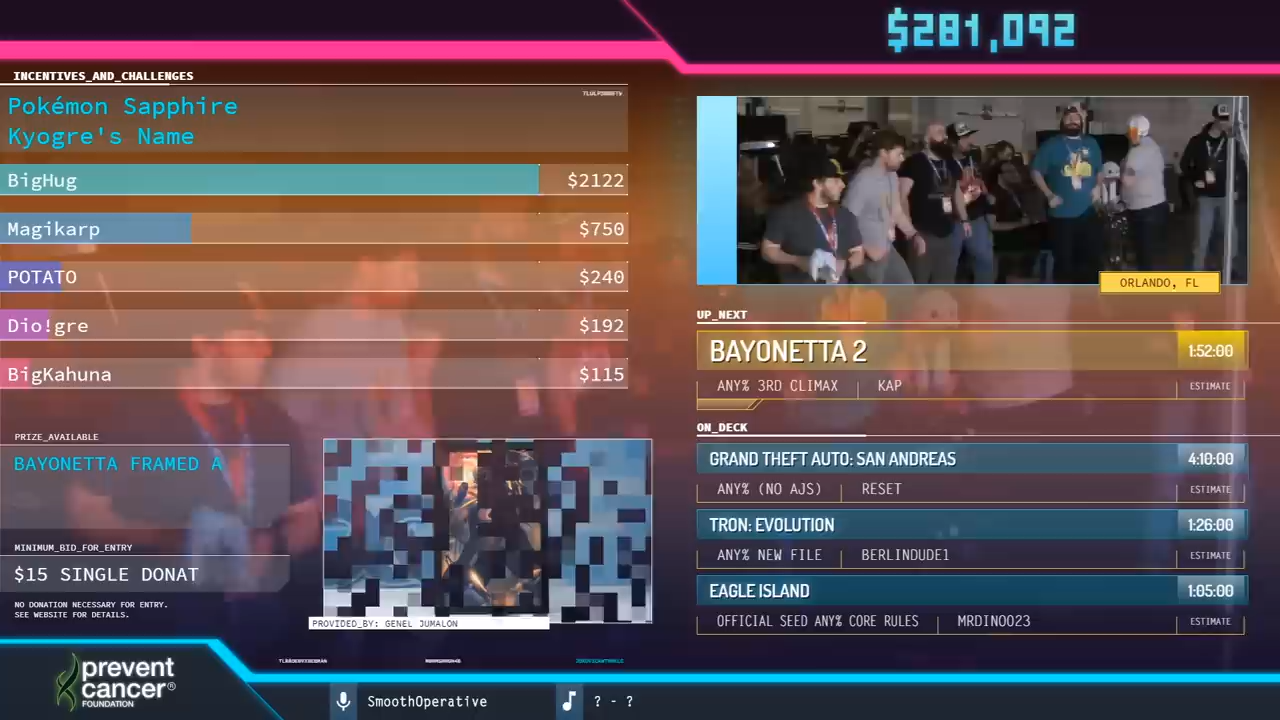 $281,092
INCENTIVES_AND_CHALLENGES
Pokémon Sapphire
Kyogre's Name
BigHug $2122
Magikarp $750
POTATO $240
Dio!gre $192
BigKahuna $115
PRIZE_AVAILABLE
BAYONETTA FRAMED A
MINIMUM_BID_FOR_ENTRY
$15 SINGLE DONAT
NO DONATION NECESSARY FOR ENTRY.
SEE WEBSITE FOR DETAILS.
PROVIDED_BY: GENEL JUMALON
ORLANDO, FL
UP_NEXT
BAYONETTA 2 1:52:00
ANY% 3RD CLIMAX KAP ESTIMATE
ON_DECK
GRAND THEFT AUTO: SAN ANDREAS 4:10:00
ANY% (NO AJS) RESET ESTIMATE
TRON: EVOLUTION 1:26:00
ANY% NEW FILE BERLINDUDE1 ESTIMATE
EAGLE ISLAND 1:05:00
OFFICIAL SEED ANY% CORE RULES MRDINO023 ESTIMATE
prevent
cancer®
FOUNDATION
SmoothOperative ? - ?